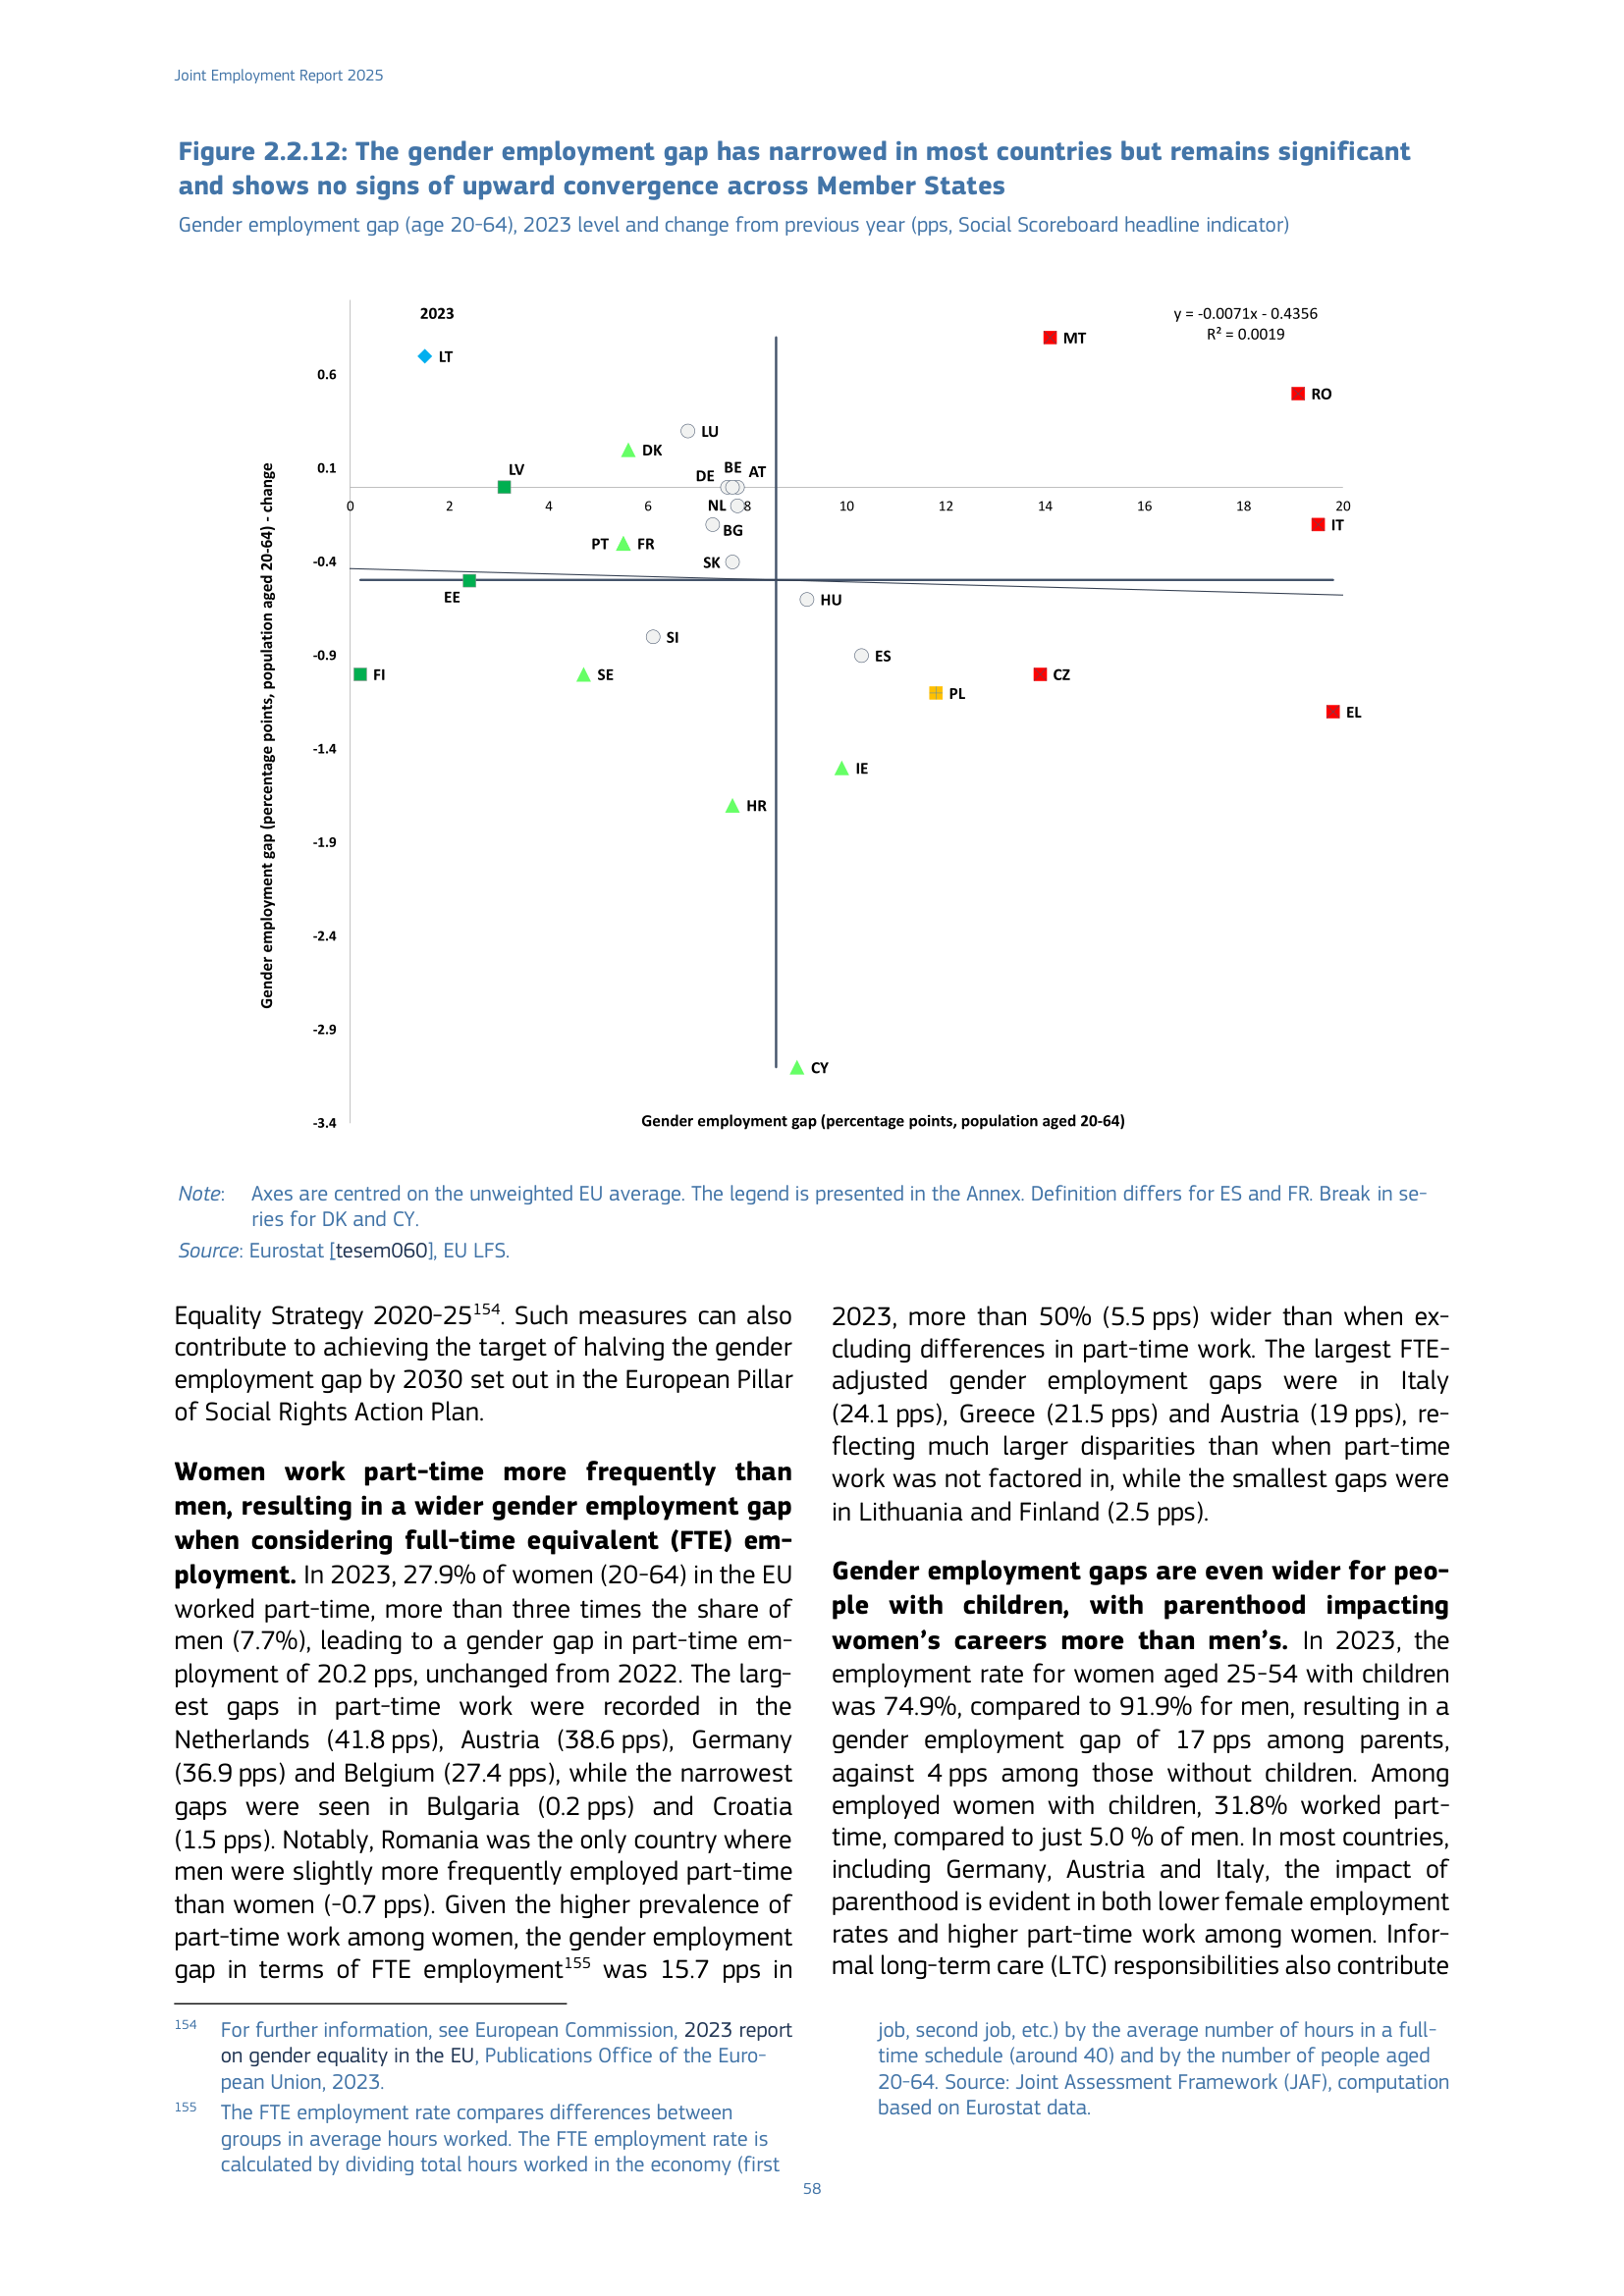 Joint Employment Report 2025
Figure 2.2.12: The gender employment gap has narrowed in most countries but remains significant
and shows no signs of upward convergence across Member States
Gender employment gap (age 20-64), 2023 level and change from previous year (pps, Social Scoreboard headline indicator)
2023
y = -0.0071x - 0.4356
R² = 0.0019
MT
LT
0.6
RO
LU
DK
0.1
LV
DE
BE
AT
0
2
4
6
NL
8
10
12
14
16
18
20
IT
BG
PT
FR
-0.4
SK
EE
HU
SI
-0.9
ES
FI
SE
CZ
PL
EL
-1.4
IE
HR
-1.9
-2.4
-2.9
CY
-3.4
Gender employment gap (percentage points, population aged 20-64) - change
Gender employment gap (percentage points, population aged 20-64)
Note: Axes are centred on the unweighted EU average. The legend is presented in the Annex. Definition differs for ES and FR. Break in se-
ries for DK and CY.
Source: Eurostat [tesem060], EU LFS.
Equality Strategy 2020-25¹⁵⁴. Such measures can also
contribute to achieving the target of halving the gender
employment gap by 2030 set out in the European Pillar
of Social Rights Action Plan.
Women work part-time more frequently than
men, resulting in a wider gender employment gap
when considering full-time equivalent (FTE) em-
ployment. In 2023, 27.9% of women (20-64) in the EU
worked part-time, more than three times the share of
men (7.7%), leading to a gender gap in part-time em-
ployment of 20.2 pps, unchanged from 2022. The larg-
est gaps in part-time work were recorded in the
Netherlands (41.8 pps), Austria (38.6 pps), Germany
(36.9 pps) and Belgium (27.4 pps), while the narrowest
gaps were seen in Bulgaria (0.2 pps) and Croatia
(1.5 pps). Notably, Romania was the only country where
men were slightly more frequently employed part-time
than women (-0.7 pps). Given the higher prevalence of
part-time work among women, the gender employment
gap in terms of FTE employment¹⁵⁵ was 15.7 pps in
2023, more than 50% (5.5 pps) wider than when ex-
cluding differences in part-time work. The largest FTE-
adjusted gender employment gaps were in Italy
(24.1 pps), Greece (21.5 pps) and Austria (19 pps), re-
flecting much larger disparities than when part-time
work was not factored in, while the smallest gaps were
in Lithuania and Finland (2.5 pps).
Gender employment gaps are even wider for peo-
ple with children, with parenthood impacting
women's careers more than men's. In 2023, the
employment rate for women aged 25-54 with children
was 74.9%, compared to 91.9% for men, resulting in a
gender employment gap of 17 pps among parents,
against 4 pps among those without children. Among
employed women with children, 31.8% worked part-
time, compared to just 5.0 % of men. In most countries,
including Germany, Austria and Italy, the impact of
parenthood is evident in both lower female employment
rates and higher part-time work among women. Infor-
mal long-term care (LTC) responsibilities also contribute
154 For further information, see European Commission, 2023 report
on gender equality in the EU, Publications Office of the Euro-
pean Union, 2023.
155 The FTE employment rate compares differences between
groups in average hours worked. The FTE employment rate is
calculated by dividing total hours worked in the economy (first
job, second job, etc.) by the average number of hours in a full-
time schedule (around 40) and by the number of people aged
20-64. Source: Joint Assessment Framework (JAF), computation
based on Eurostat data.
58